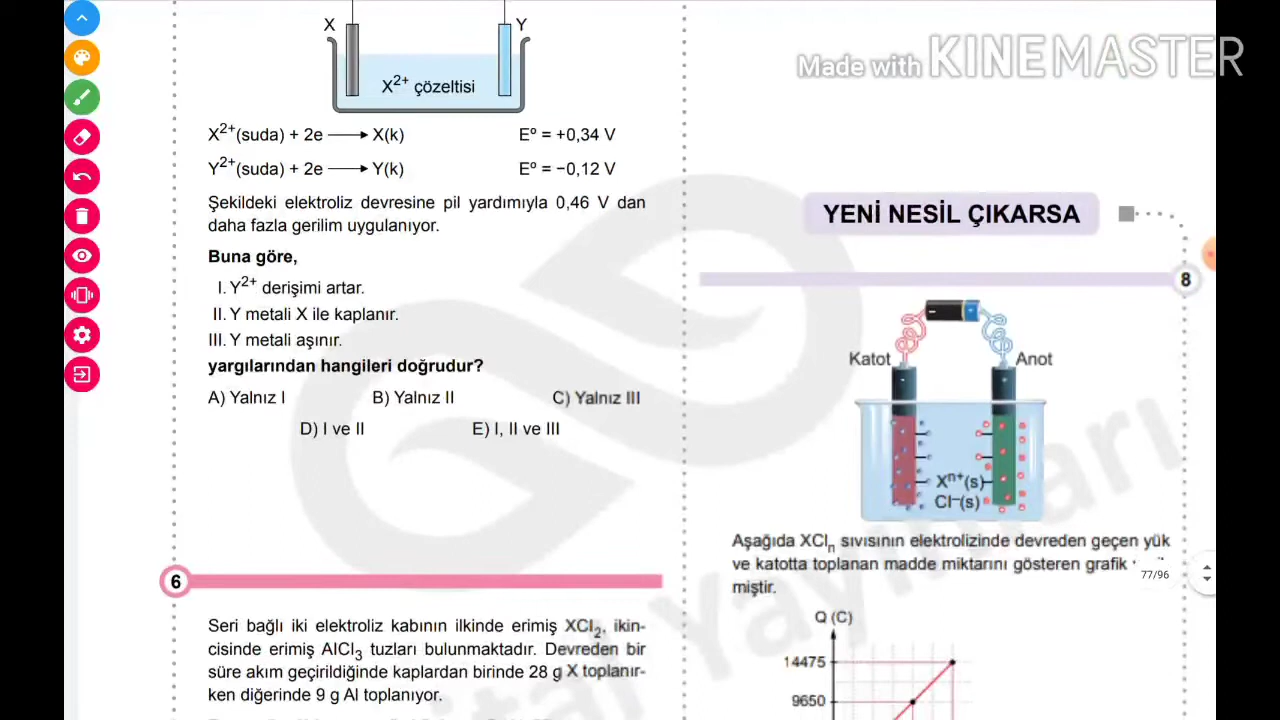 Made with KINEMASTER
X
Y
X2+ çözeltisi
X2+(suda) + 2e ⟶ X(k) Eº = +0,34 V
Y2+(suda) + 2e ⟶ Y(k) Eº = −0,12 V
Şekildeki elektroliz devresine pil yardımıyla 0,46 V dan
daha fazla gerilim uygulanıyor.
Buna göre,
I. Y2+ derişimi artar.
II. Y metali X ile kaplanır.
III. Y metali aşınır.
yargılarından hangileri doğrudur?
A) Yalnız I B) Yalnız II C) Yalnız III
D) I ve II E) I, II ve III
6
Seri bağlı iki elektroliz kabının ilkinde erimiş XCl2, ikin-
cisinde erimiş AlCl3 tuzları bulunmaktadır. Devreden bir
süre akım geçirildiğinde kaplardan birinde 28 g X toplanır-
ken diğerinde 9 g Al toplanıyor.
YENİ NESİL ÇIKARSA
8
Katot
Anot
Xn+(s)
Cl−(s)
Aşağıda XCln sıvısının elektrolizinde devreden geçen yük
ve katotta toplanan madde miktarını gösteren grafik
miştir.
77/96
Q (C)
14475
9650